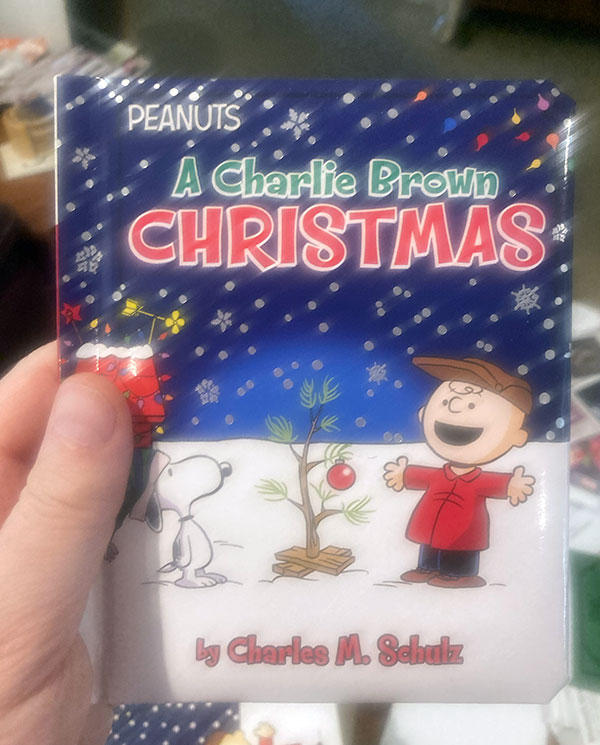 PEANUTS
A Charlie Brown
CHRISTMAS
by Charles M. Schulz